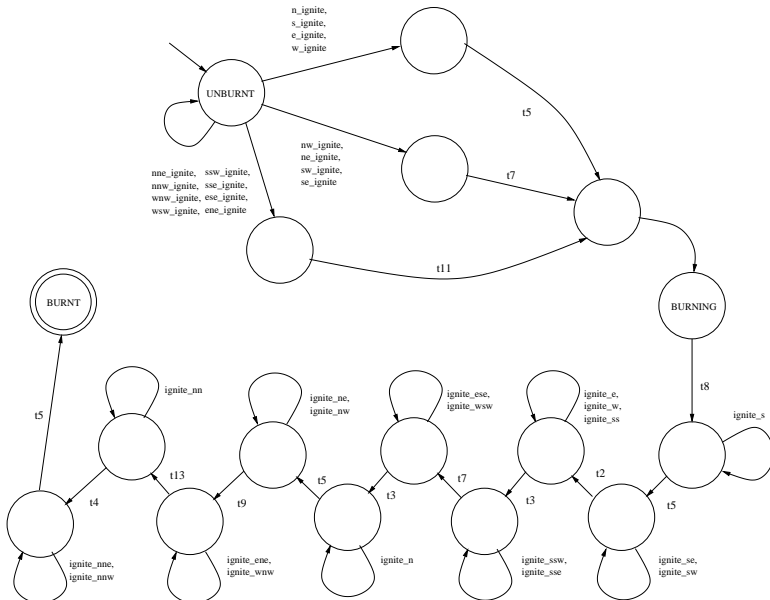 n_ignite,
s_ignite,
e_ignite,
w_ignite
UNBURNT
t5
nw_ignite,
ne_ignite,
sw_ignite,
se_ignite
nne_ignite, ssw_ignite,
nnw_ignite, sse_ignite,
wnw_ignite, ese_ignite,
wsw_ignite, ene_ignite
t7
t11
BURNT
BURNING
t8
ignite_nn
ignite_ne,
ignite_nw
ignite_ese,
ignite_wsw
ignite_e,
ignite_w,
ignite_ss
ignite_s
t5
t13
t5
t7
t2
t4
t9
t3
t3
t5
ignite_nne,
ignite_nnw
ignite_ene,
ignite_wnw
ignite_n
ignite_ssw,
ignite_sse
ignite_se,
ignite_sw